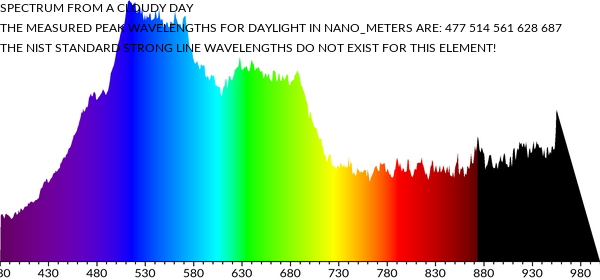 SPECTRUM FROM A CLOUDY DAY
THE MEASURED PEAK WAVELENGTHS FOR DAYLIGHT IN NANO_METERS ARE: 477 514 561 628 687
THE NIST STANDARD STRONG LINE WAVELENGTHS DO NOT EXIST FOR THIS ELEMENT!
80 430 480 530 580 630 680 730 780 830 880 930 980